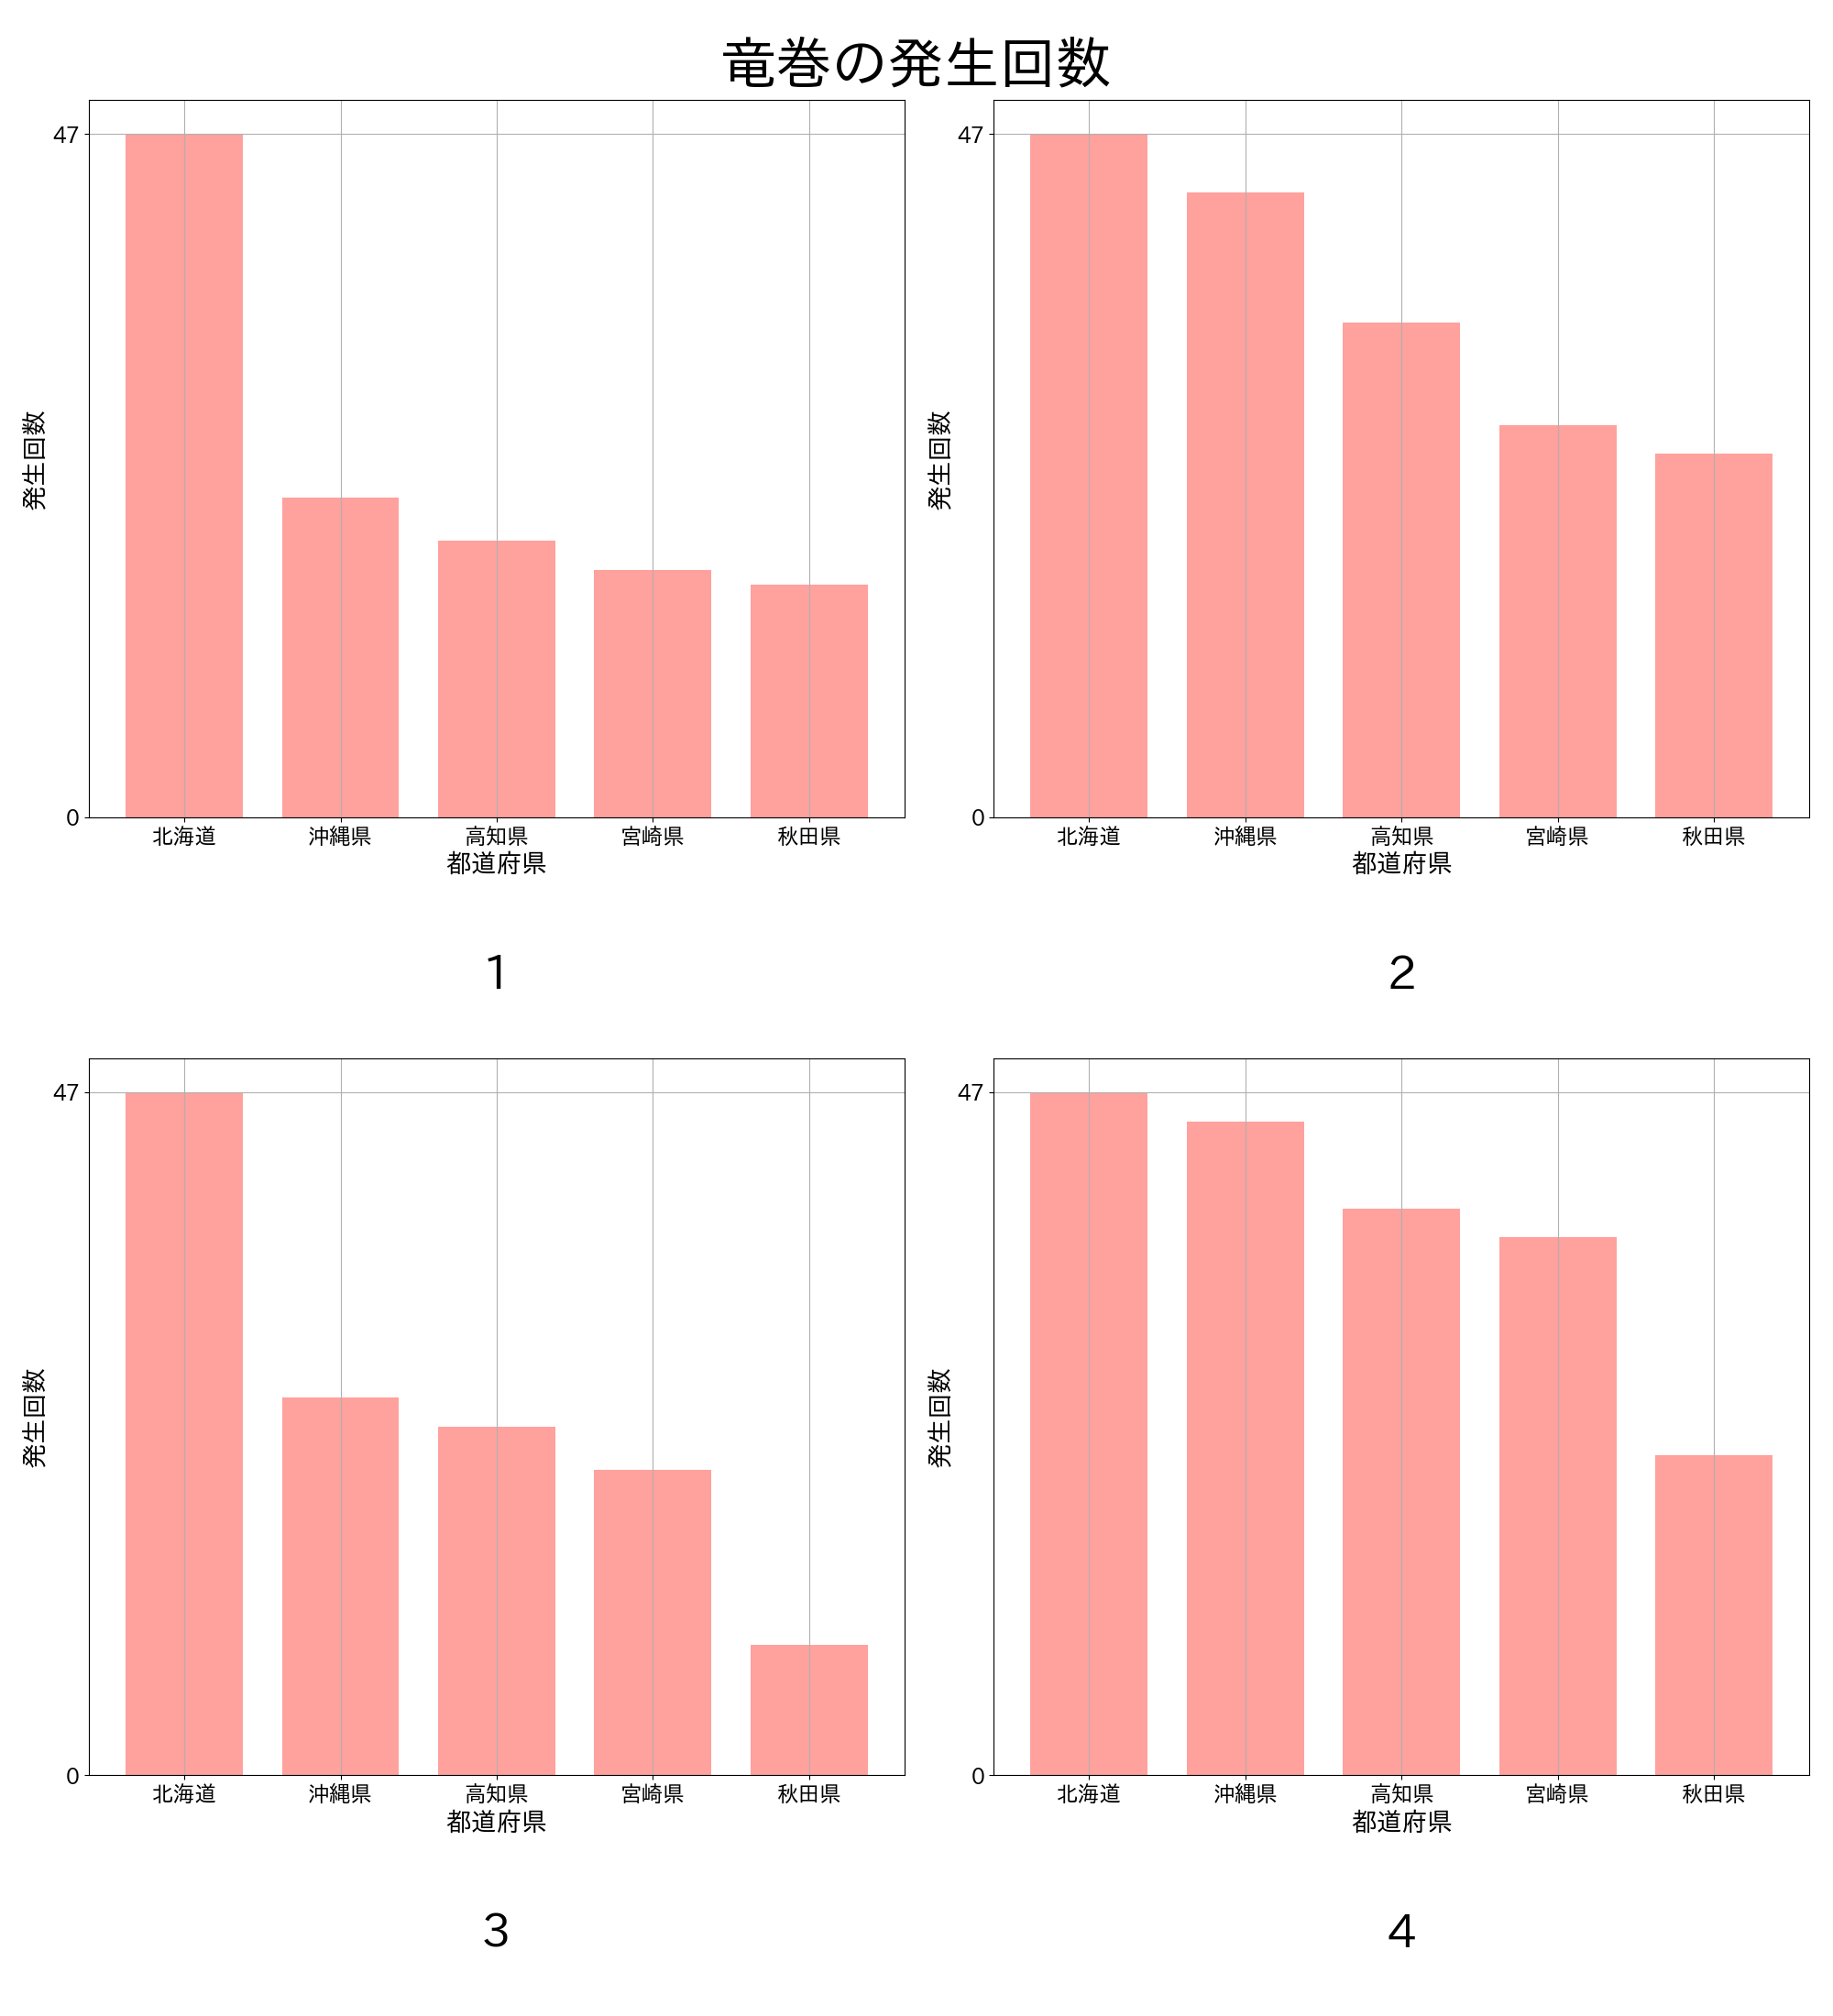 竜巻の発生回数
47
0
発生回数
北海道 沖縄県 高知県 宮崎県 秋田県
都道府県
1
47
0
発生回数
北海道 沖縄県 高知県 宮崎県 秋田県
都道府県
2
47
0
発生回数
北海道 沖縄県 高知県 宮崎県 秋田県
都道府県
3
47
0
発生回数
北海道 沖縄県 高知県 宮崎県 秋田県
都道府県
4